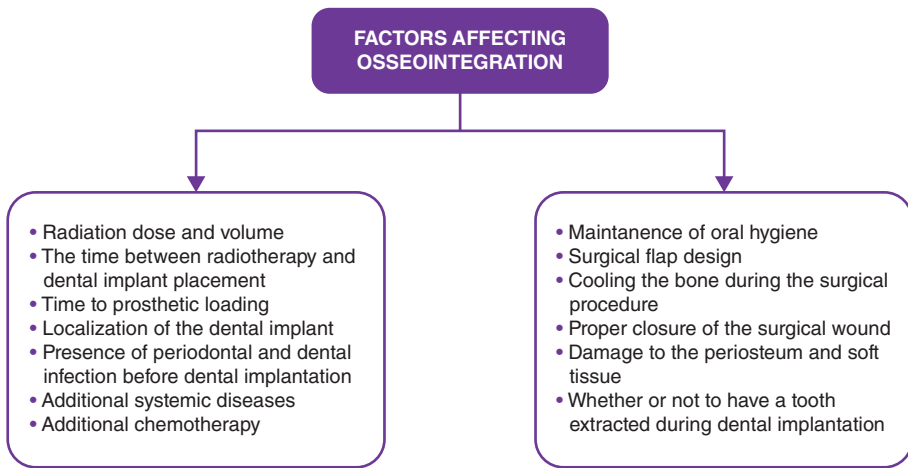 FACTORS AFFECTING
OSSEOINTEGRATION
• Radiation dose and volume
• The time between radiotherapy and
dental implant placement
• Time to prosthetic loading
• Localization of the dental implant
• Presence of periodontal and dental
infection before dental implantation
• Additional systemic diseases
• Additional chemotherapy
• Maintanence of oral hygiene
• Surgical flap design
• Cooling the bone during the surgical
procedure
• Proper closure of the surgical wound
• Damage to the periosteum and soft
tissue
• Whether or not to have a tooth
extracted during dental implantation